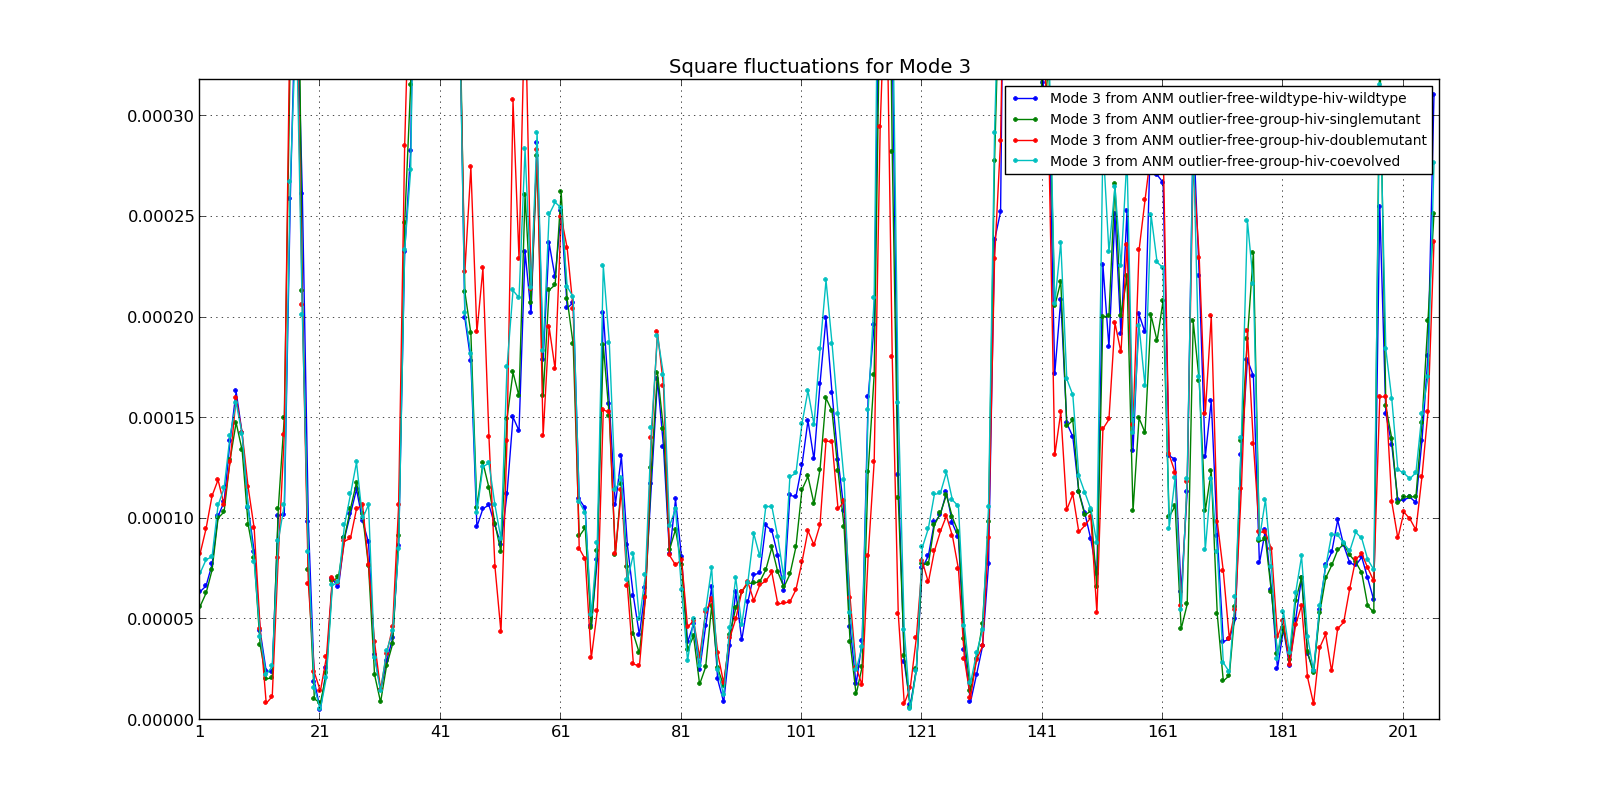 Square fluctuations for Mode 3
0.00030
0.00025
0.00020
0.00015
0.00010
0.00005
0.00000
Mode 3 from ANM outlier-free-wildtype-hiv-wildtype
Mode 3 from ANM outlier-free-group-hiv-singlemutant
Mode 3 from ANM outlier-free-group-hiv-doublemutant
Mode 3 from ANM outlier-free-group-hiv-coevolved
1 21 41 61 81 101 121 141 161 181 201